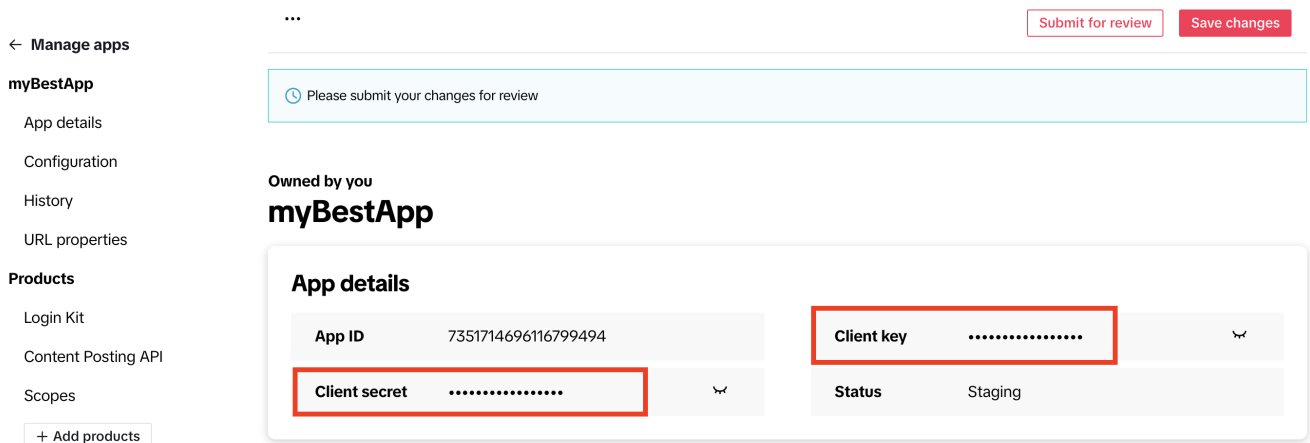 ...
Submit for review
Save changes
← Manage apps
myBestApp
App details
Configuration
History
URL properties
Products
Login Kit
Content Posting API
Scopes
+ Add products
Please submit your changes for review
Owned by you
myBestApp
App details
App ID 7351714696116799494
Client key •••••••••••••••••
Client secret •••••••••••••••••
Status Staging